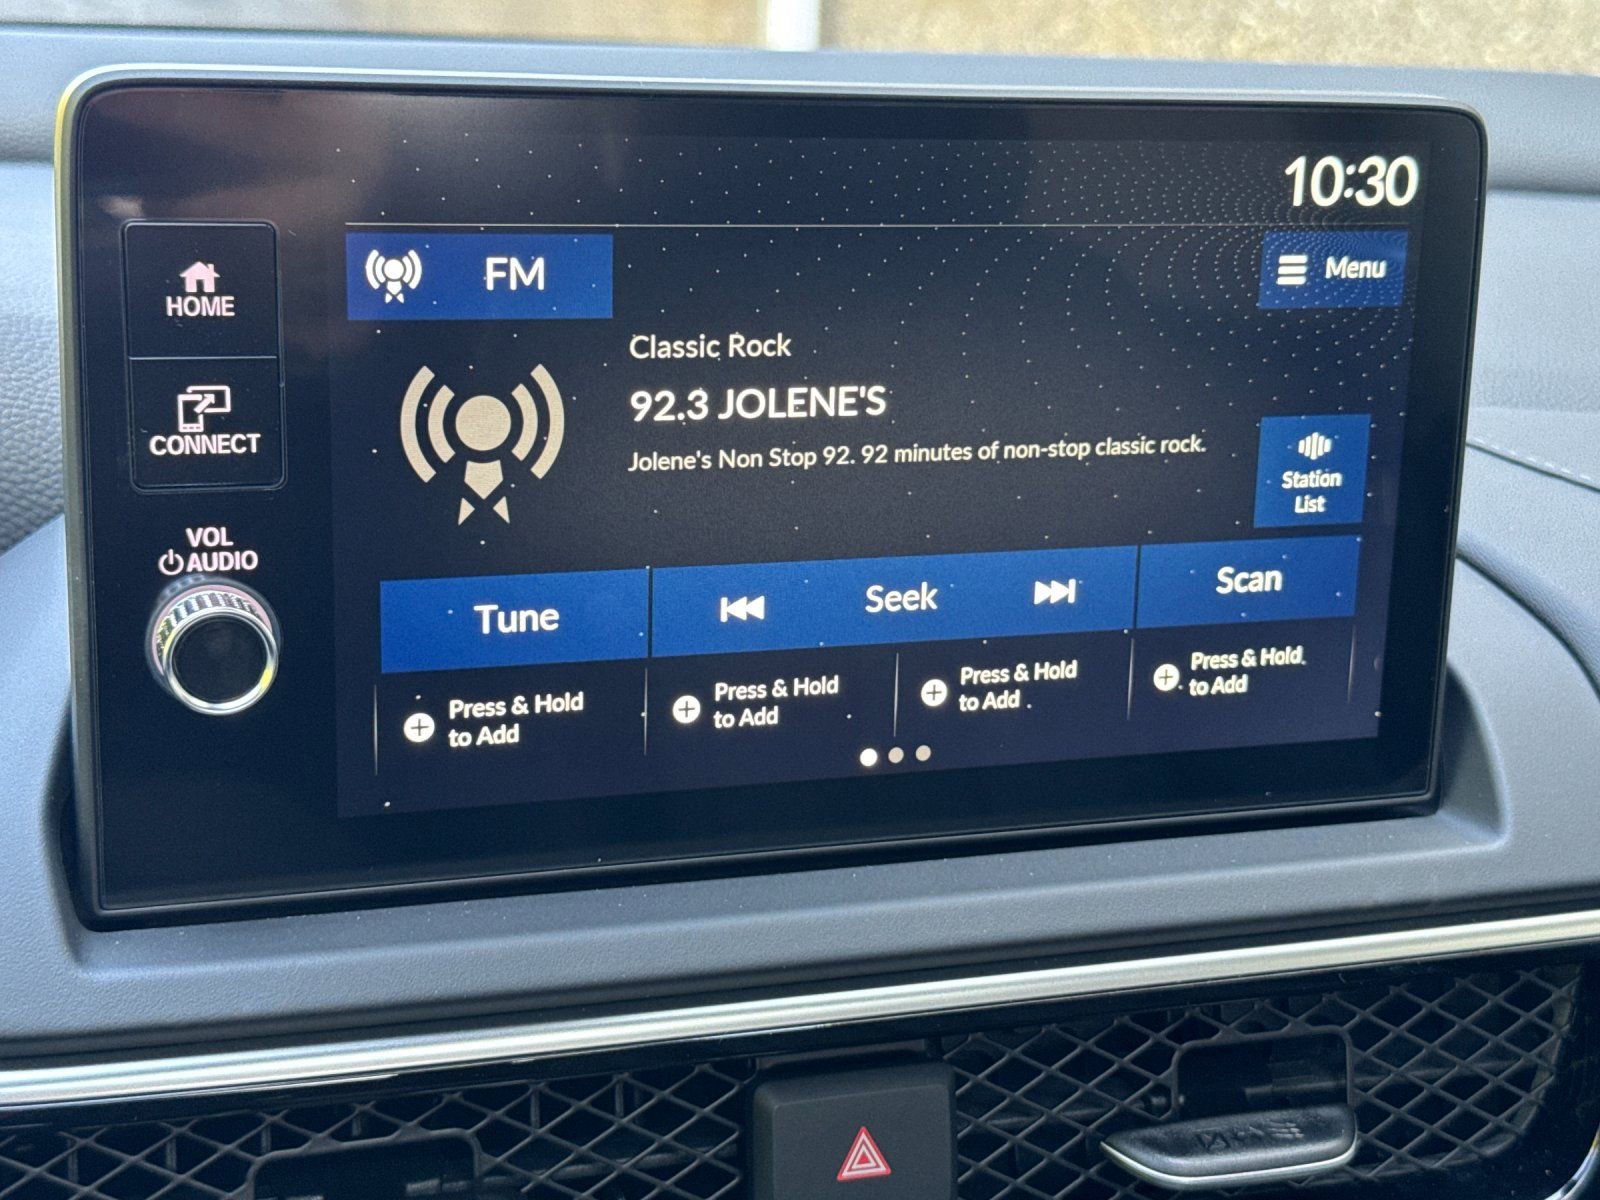 10:30
HOME
CONNECT
VOL
AUDIO
FM
Menu
Classic Rock
92.3 JOLENE'S
Jolene's Non Stop 92. 92 minutes of non-stop classic rock.
Station
List
Tune
Seek
Scan
Press & Hold
to Add
Press & Hold
to Add
Press & Hold
to Add
Press & Hold
to Add